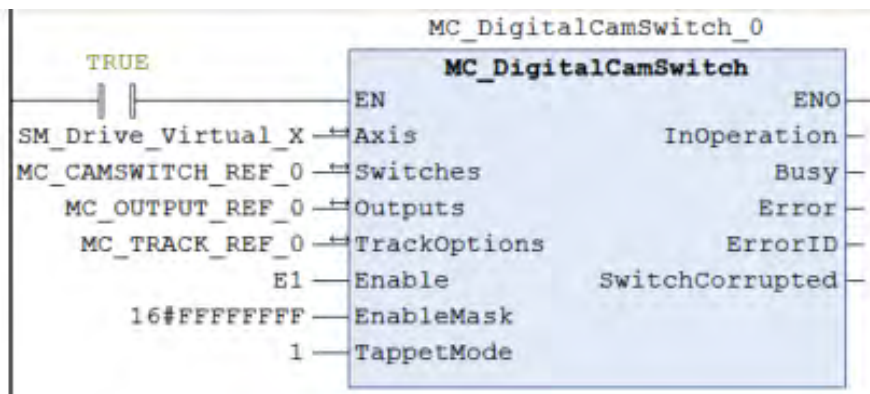 MC_DigitalCamSwitch_0
TRUE
MC_DigitalCamSwitch
EN ENO
SM_Drive_Virtual_X Axis InOperation
MC_CAMSWITCH_REF_0 Switches Busy
MC_OUTPUT_REF_0 Outputs Error
MC_TRACK_REF_0 TrackOptions ErrorID
E1 Enable SwitchCorrupted
16#FFFFFFFF EnableMask
1 TappetMode